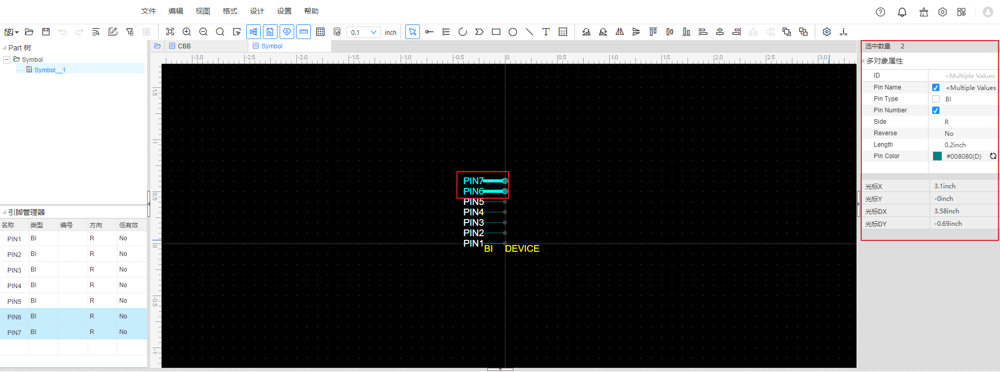 文件 编辑 视图 格式 设计 设置 帮助
0.1 inch
Part 树
Symbol
Symbol__1
CBB Symbol
-3.0 -2.5 -2.0 -1.5 -1.0 -0.5 0 0.5 1.0 1.5 2.0 2.5 3.0
1.5
1
0.5
0
-0.5
-1
PIN7
PIN6
PIN5
PIN4
PIN3
PIN2
PIN1
BI DEVICE
引脚管理器
名称 类型 编号 方向 低有效
PIN1 BI R No
PIN2 BI R No
PIN3 BI R No
PIN4 BI R No
PIN5 BI R No
PIN6 BI R No
PIN7 BI R No
选中数量 2
多对象属性
ID <Multiple Values
Pin Name <Multiple Values
Pin Type BI
Pin Number
Side R
Reverse No
Length 0.2inch
Pin Color #008080(D)
光标X 3.1inch
光标Y -0inch
光标DX 3.58inch
光标DY -0.69inch